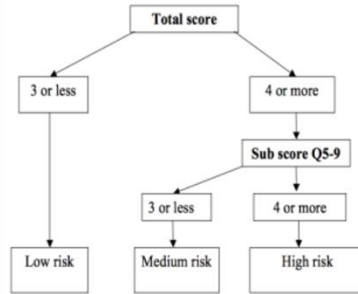 Total score
3 or less
4 or more
Sub score Q5-9
3 or less
4 or more
Low risk
Medium risk
High risk